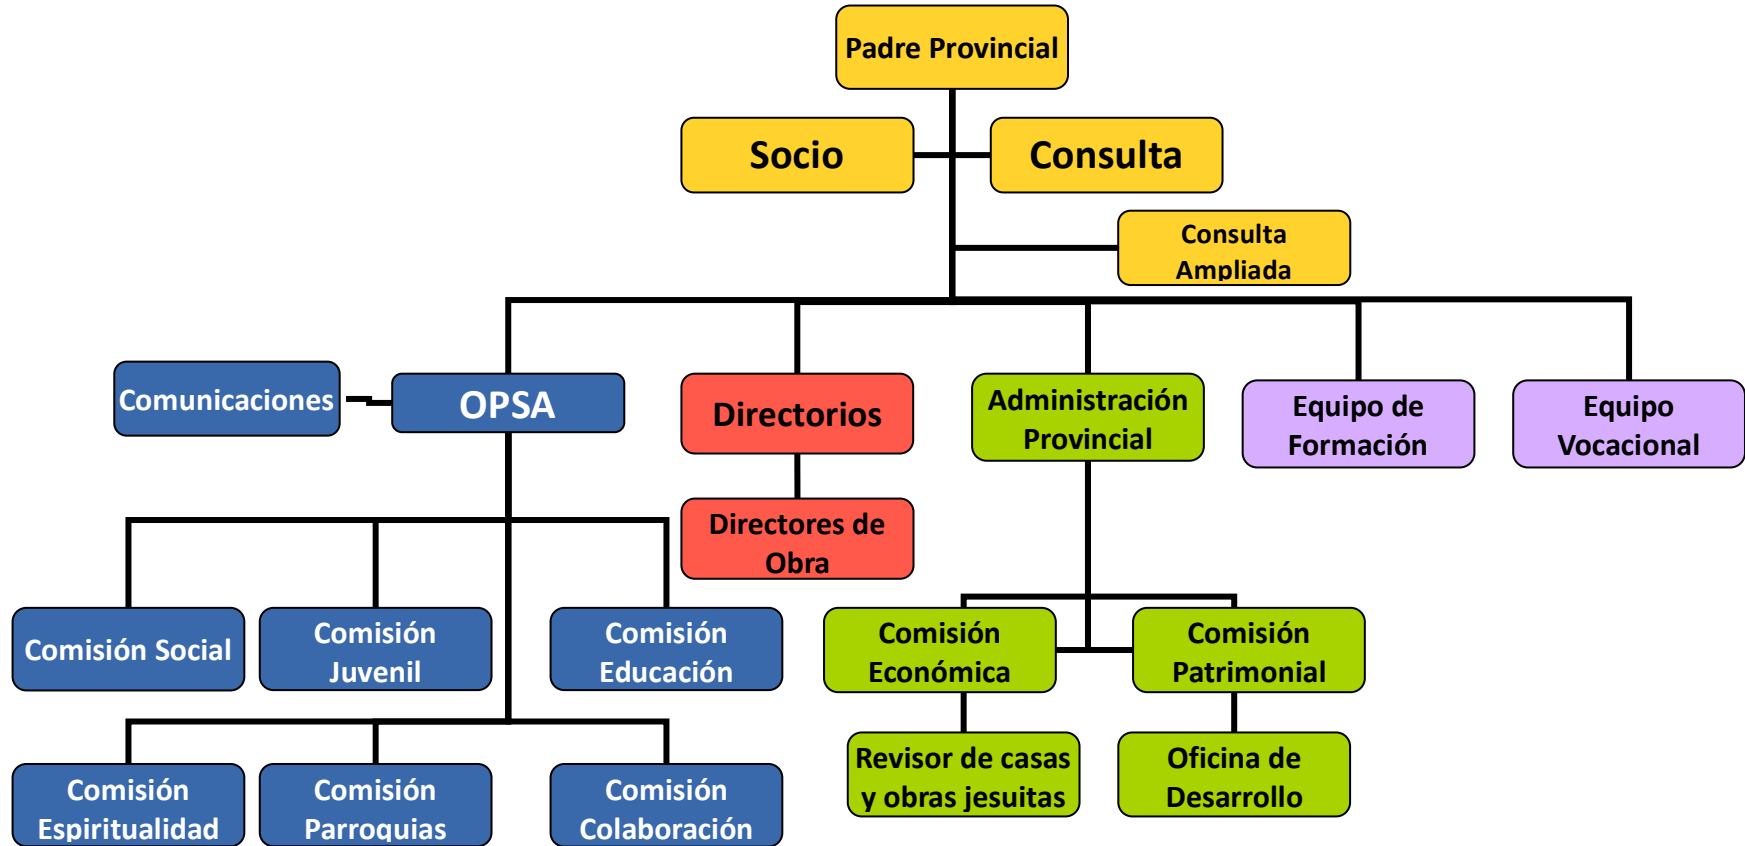 Padre Provincial
Socio
Consulta
Consulta
Ampliada
Comunicaciones
OPSA
Directorios
Administración
Provincial
Equipo de
Formación
Equipo
Vocacional
Directores de
Obra
Comisión Social
Comisión
Juvenil
Comisión
Educación
Comisión
Económica
Comisión
Patrimonial
Comisión
Espiritualidad
Comisión
Parroquias
Comisión
Colaboración
Revisor de casas
y obras jesuitas
Oficina de
Desarrollo